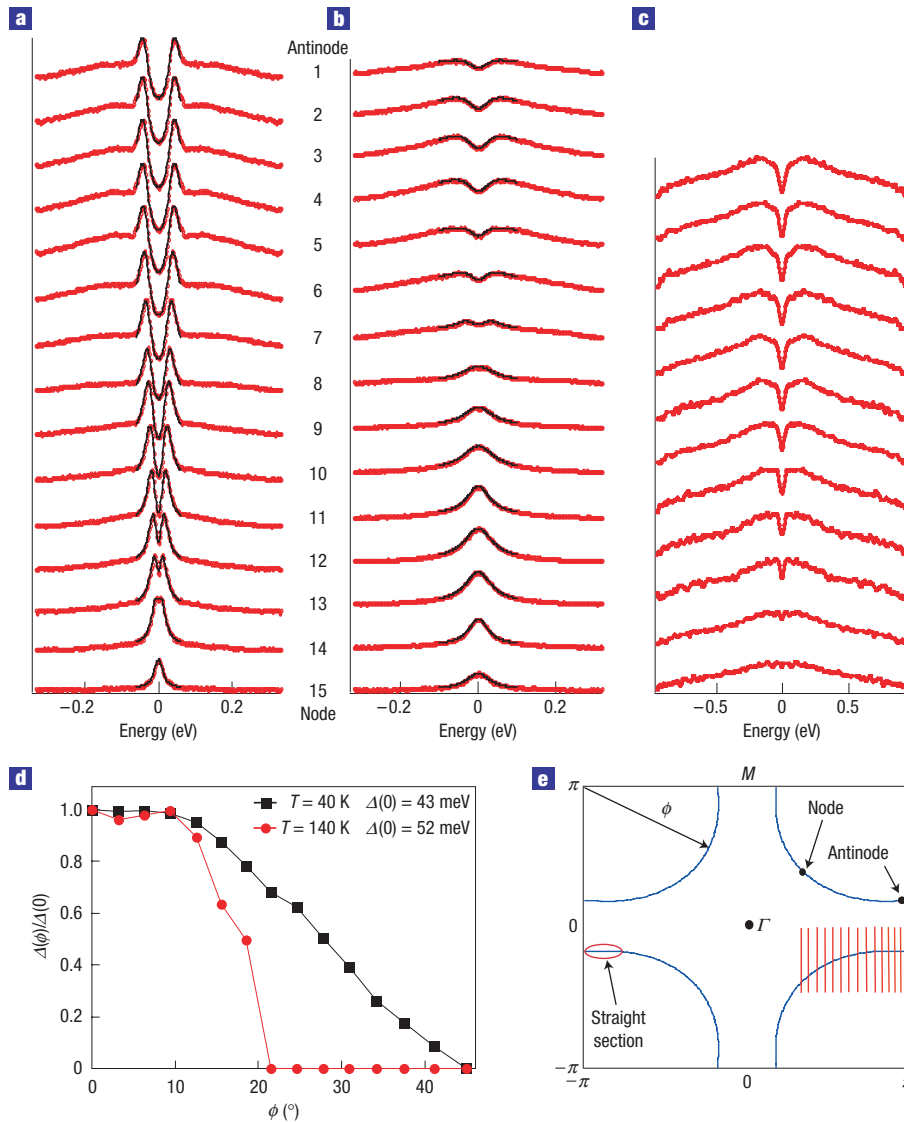 a
b
c
Antinode
1
2
3
4
5
6
7
8
9
10
11
12
13
14
15
Node
−0.2 0 0.2
Energy (eV)
−0.2 0 0.2
Energy (eV)
−0.5 0 0.5
Energy (eV)
d
1.0
0.8
0.6
0.4
0.2
0
Δ(ϕ)/Δ(0)
T = 40 K Δ(0) = 43 meV
T = 140 K Δ(0) = 52 meV
0 10 20 30 40
ϕ (°)
e
M
π
ϕ
Node
Antinode
0
Γ
Straight
section
−π
−π 0